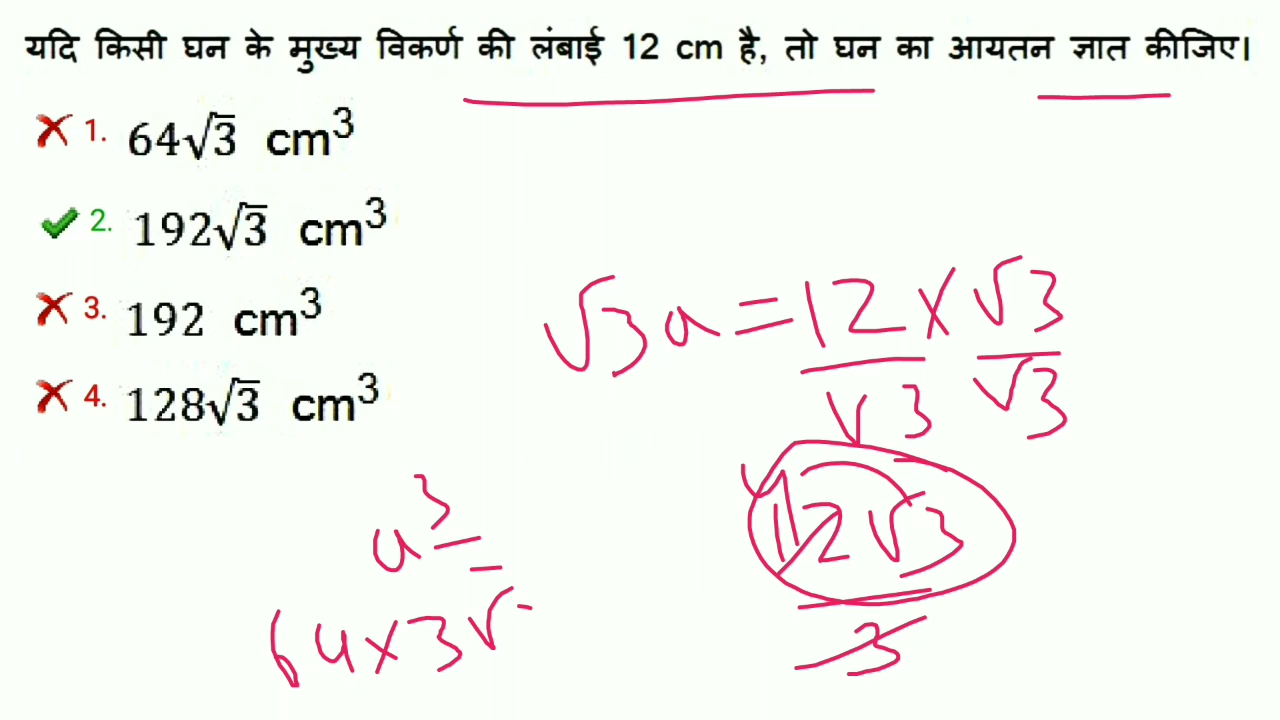 यदि किसी घन के मुख्य विकर्ण की लंबाई 12 cm है, तो घन का आयतन ज्ञात कीजिए।
1. 64√3 cm³
2. 192√3 cm³
3. 192 cm³
4. 128√3 cm³
√3a = 12 × √3
√3 √3
4
12√3
3
a³ =
64×3√